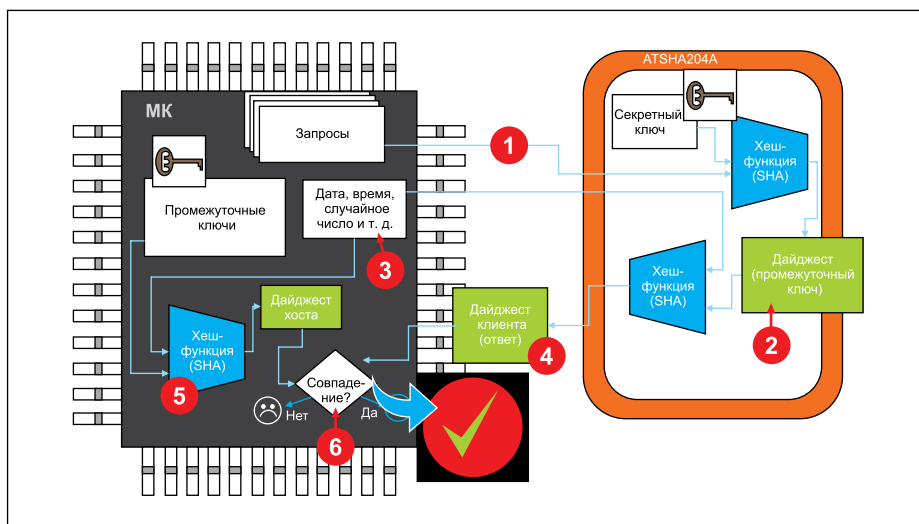 ATSHA204A
МК
Запросы
1
Секретный
ключ
Хеш-
функция
(SHA)
Промежуточные
ключи
Дата, время,
случайное
число и т. д.
3
Дайджест
(промежуточный
ключ)
2
Хеш-
функция
(SHA)
Дайджест
хоста
Дайджест
клиента
(ответ)
4
Хеш-
функция
(SHA)
5
Совпаде-
ние?
Нет
Да
6